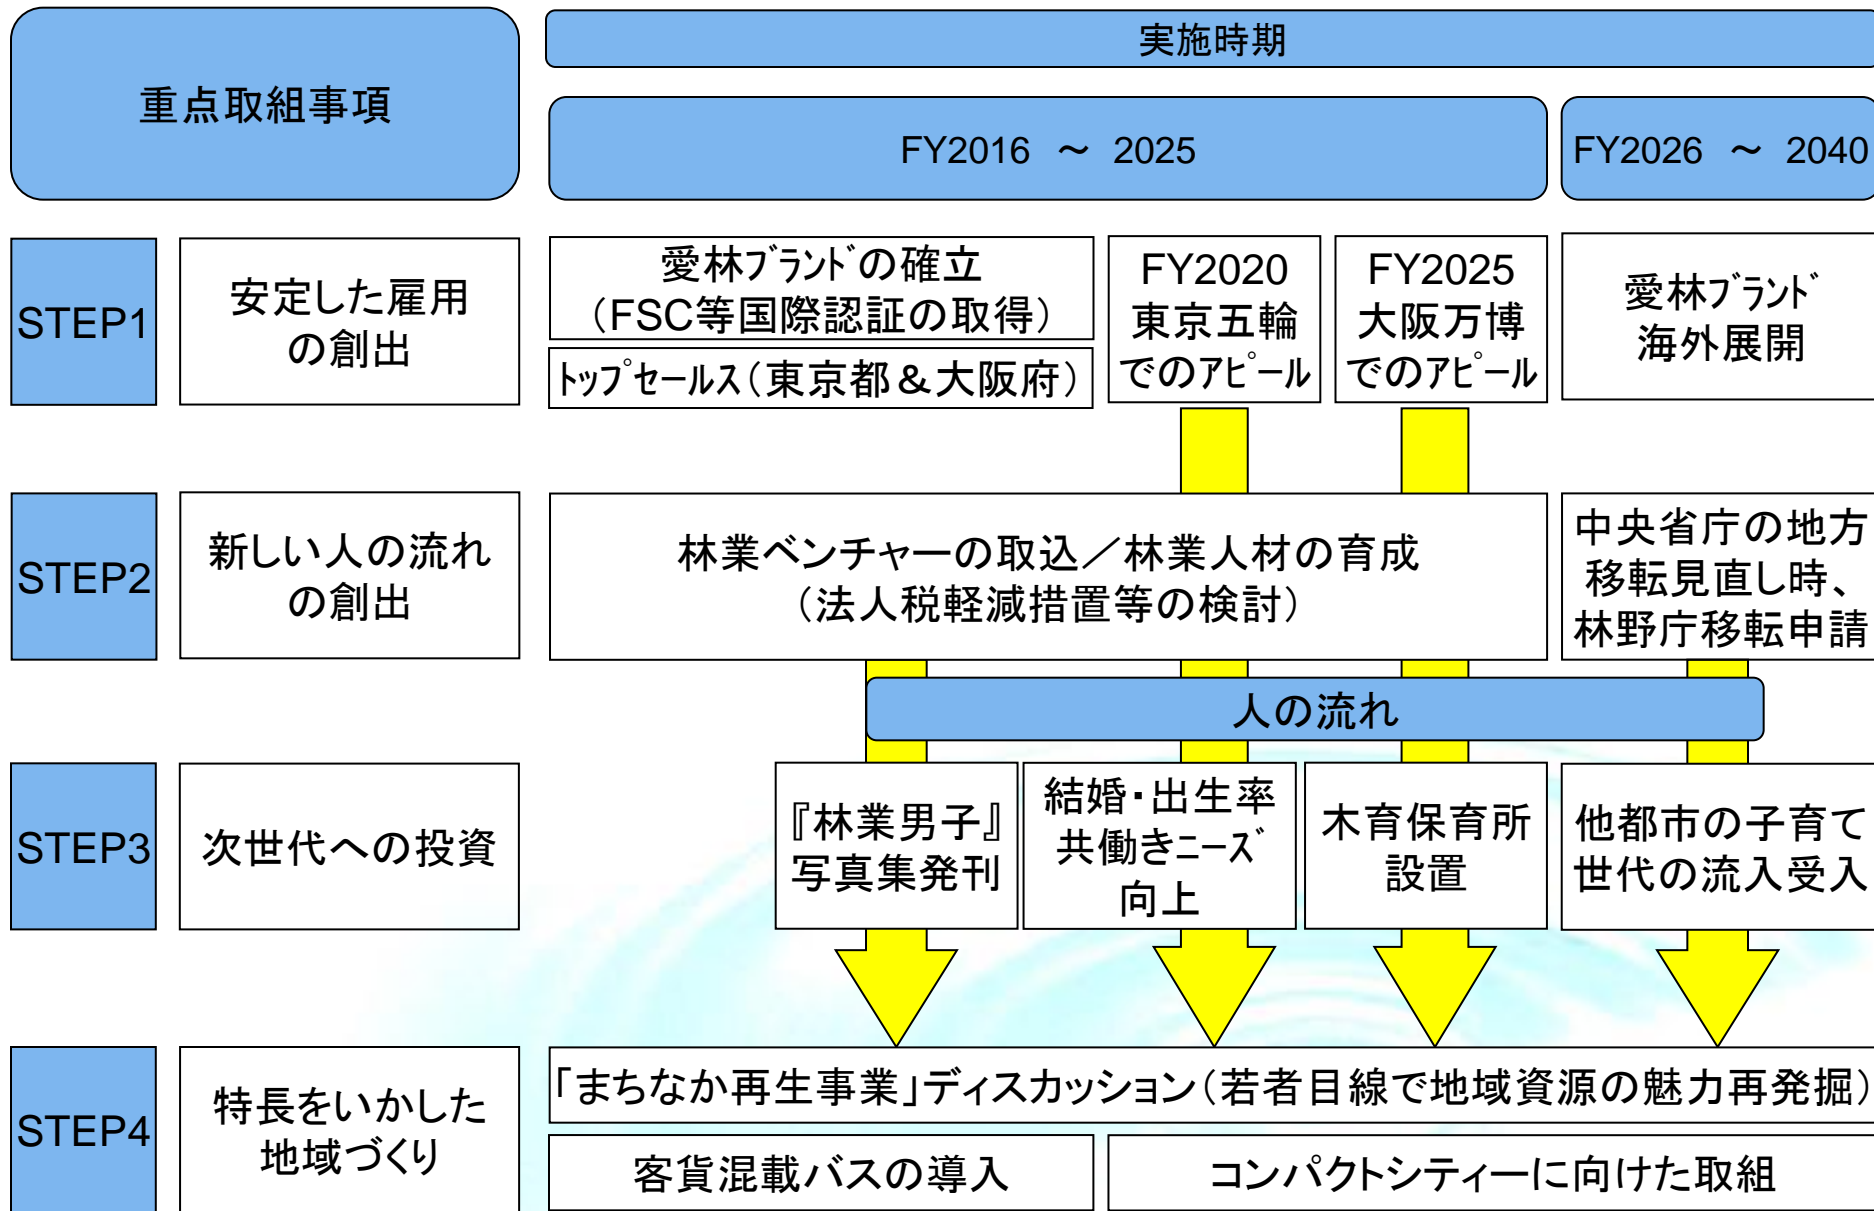 重点取組事項
実施時期
FY2016 ～ 2025
FY2026 ～ 2040
STEP1
安定した雇用
の創出
愛林ﾌﾞﾗﾝﾄﾞの確立
（FSC等国際認証の取得）
ﾄｯﾌﾟｾｰﾙｽ（東京都＆大阪府）
FY2020
東京五輪
でのｱﾋﾟｰﾙ
FY2025
大阪万博
でのｱﾋﾟｰﾙ
愛林ﾌﾞﾗﾝﾄﾞ
海外展開
STEP2
新しい人の流れ
の創出
林業ベンチャーの取込／林業人材の育成
（法人税軽減措置等の検討）
中央省庁の地方
移転見直し時、
林野庁移転申請
人の流れ
STEP3
次世代への投資
『林業男子』
写真集発刊
結婚・出生率
共働きﾆｰｽﾞ
向上
木育保育所
設置
他都市の子育て
世代の流入受入
STEP4
特長をいかした
地域づくり
「まちなか再生事業」ディスカッション（若者目線で地域資源の魅力再発掘）
客貨混載バスの導入
コンパクトシティーに向けた取組